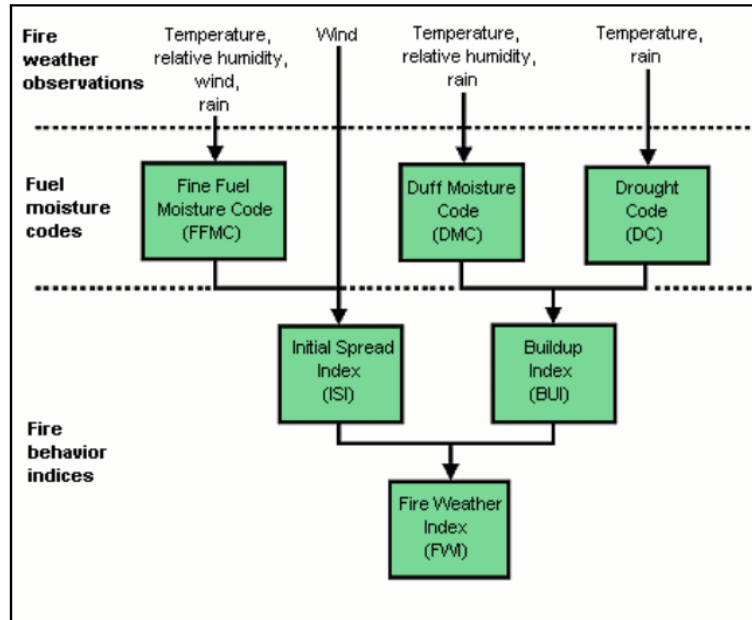 Fire
weather
observations
Temperature,
relative humidity,
wind,
rain
Wind
Temperature,
relative humidity,
rain
Temperature,
rain
Fuel
moisture
codes
Fine Fuel
Moisture Code
(FFMC)
Duff Moisture
Code
(DMC)
Drought
Code
(DC)
Fire
behavior
indices
Initial Spread
Index
(ISI)
Buildup
Index
(BUI)
Fire Weather
Index
(FWI)